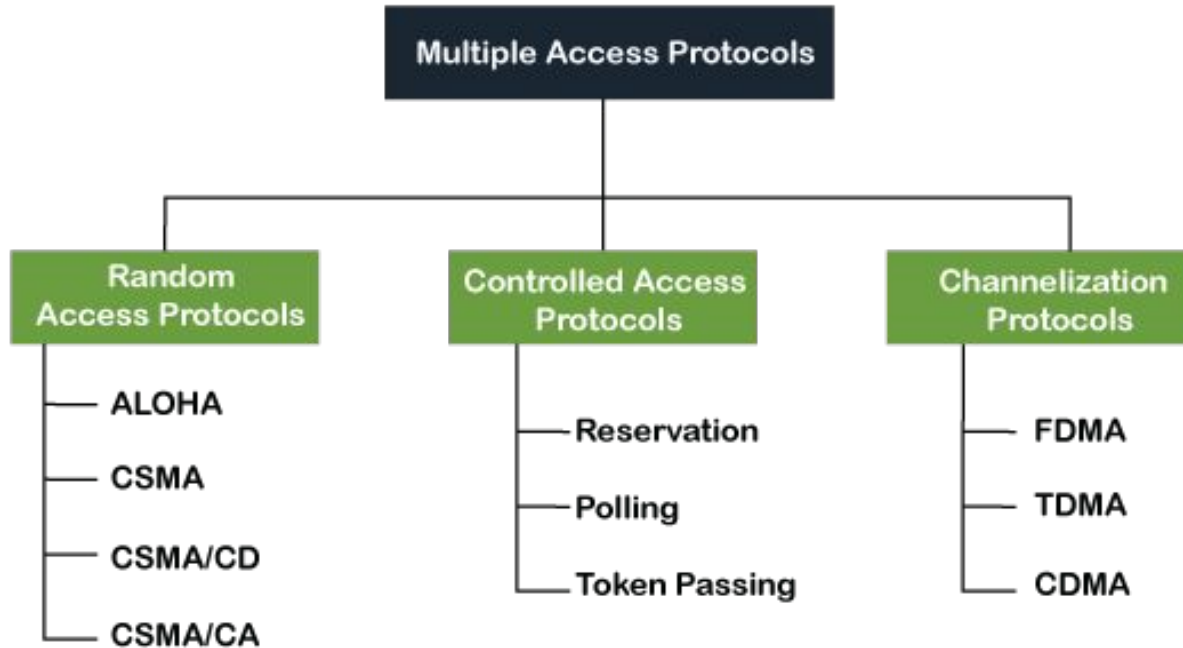 Multiple Access Protocols
Random
Access Protocols
ALOHA
CSMA
CSMA/CD
CSMA/CA
Controlled Access
Protocols
Reservation
Polling
Token Passing
Channelization
Protocols
FDMA
TDMA
CDMA